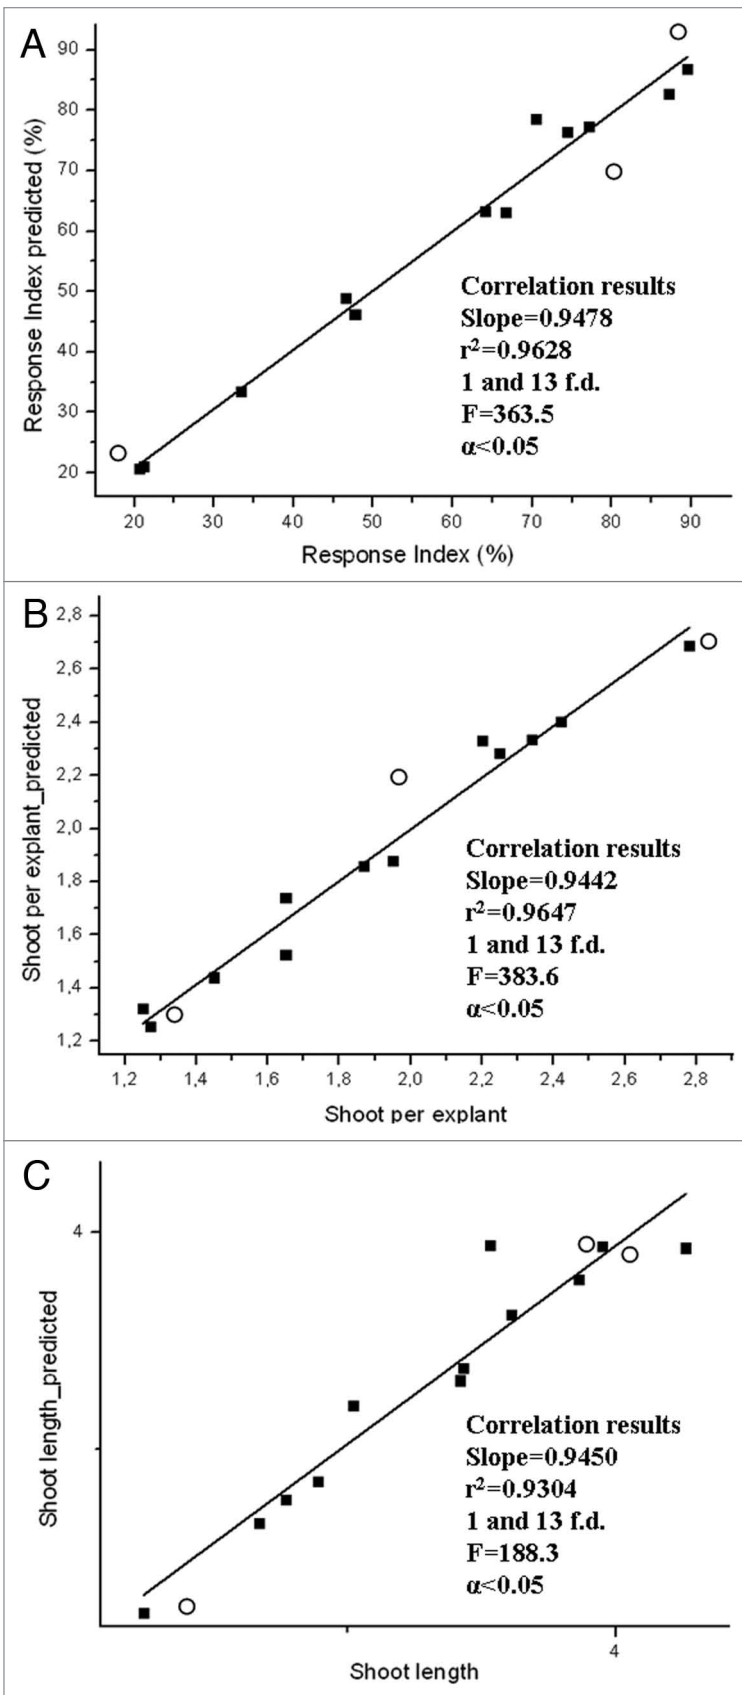 A
90
80
70
60
50
40
30
20
Response Index predicted (%)
Correlation results
Slope=0.9478
r²=0.9628
1 and 13 f.d.
F=363.5
α<0.05
20 30 40 50 60 70 80 90
Response Index (%)
B
2,8
2,6
2,4
2,2
2,0
1,8
1,6
1,4
1,2
Shoot per explant_predicted
Correlation results
Slope=0.9442
r²=0.9647
1 and 13 f.d.
F=383.6
α<0.05
1,2 1,4 1,6 1,8 2,0 2,2 2,4 2,6 2,8
Shoot per explant
C
4
Shoot length_predicted
Correlation results
Slope=0.9450
r²=0.9304
1 and 13 f.d.
F=188.3
α<0.05
4
Shoot length